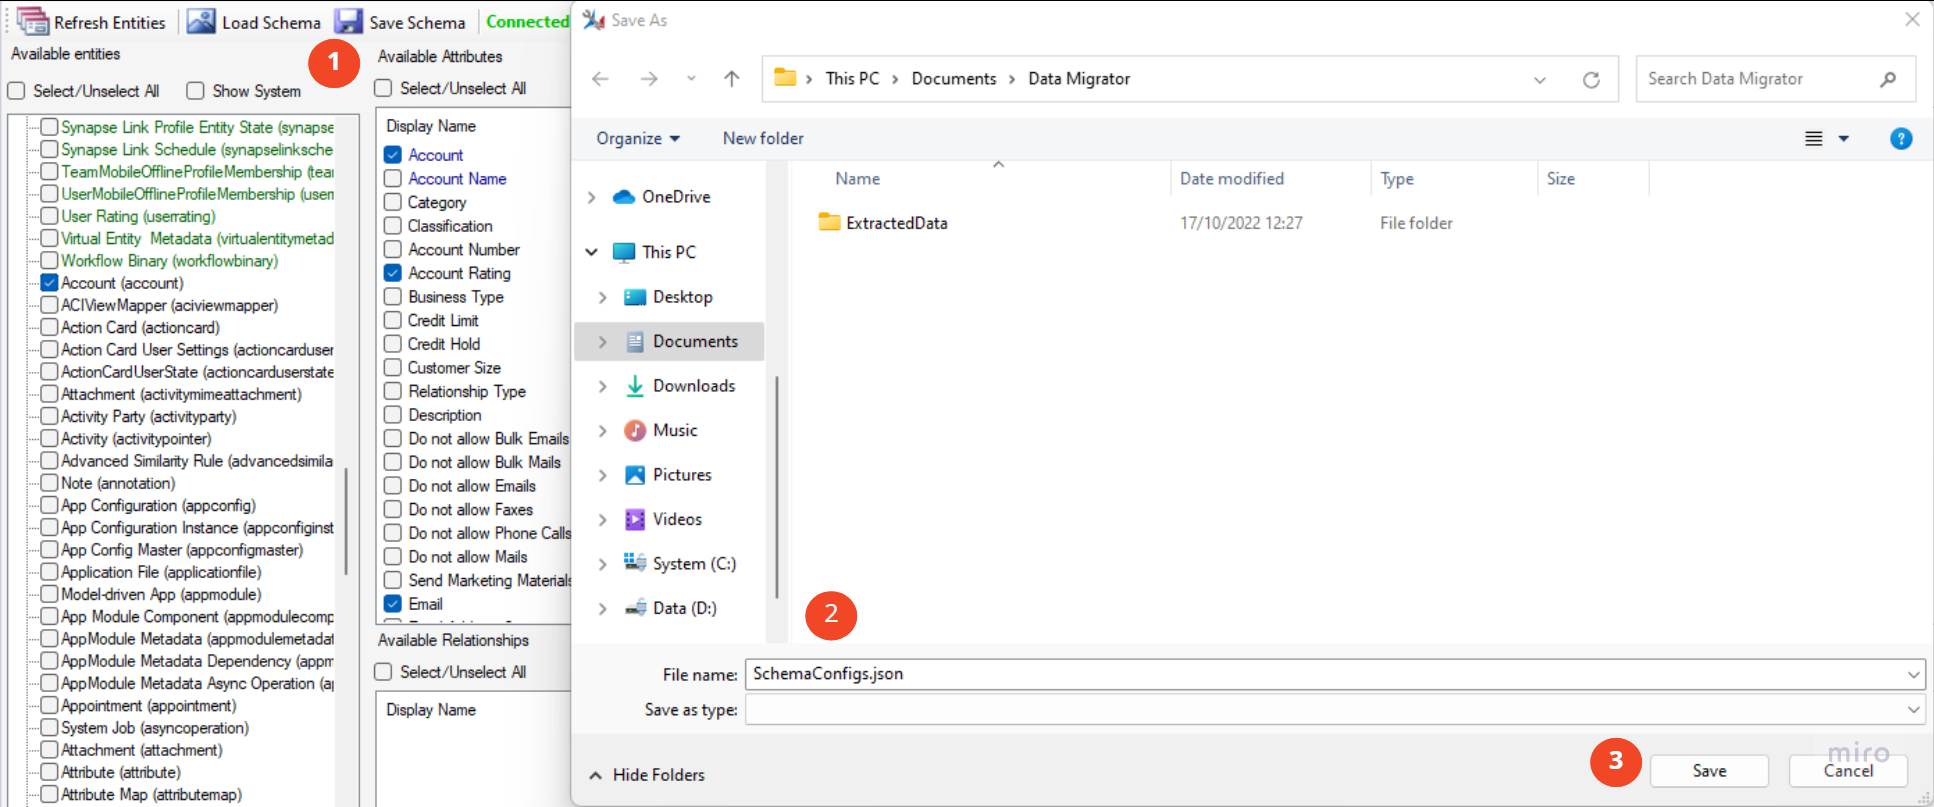 Refresh Entities
Load Schema
Save Schema
Connected
1
Available entities
Select/Unselect All
Show System
Synapse Link Profile Entity State (synapse
Synapse Link Schedule (synapselinksche
TeamMobileOfflineProfileMembership (tear
UserMobileOfflineProfileMembership (userr
User Rating (userrating)
Virtual Entity Metadata (virtualentitymetad
Workflow Binary (workflowbinary)
Account (account)
ACIViewMapper (aciviewmapper)
Action Card (actioncard)
Action Card User Settings (actioncarduser
ActionCardUserState (actioncarduserstate
Attachment (activitymimeattachment)
Activity Party (activityparty)
Activity (activitypointer)
Advanced Similarity Rule (advancedsimila
Note (annotation)
App Configuration (appconfig)
App Configuration Instance (appconfiginst
App Config Master (appconfigmaster)
Application File (applicationfile)
Model-driven App (appmodule)
App Module Component (appmodulecomp
AppModule Metadata (appmodulemetadat
AppModule Metadata Dependency (appm
AppModule Metadata Async Operation (a
Appointment (appointment)
System Job (asyncoperation)
Attachment (attachment)
Attribute (attribute)
Attribute Map (attributemap)
Available Attributes
Select/Unselect All
Display Name
Account
Account Name
Category
Classification
Account Number
Account Rating
Business Type
Credit Limit
Credit Hold
Customer Size
Relationship Type
Description
Do not allow Bulk Emails
Do not allow Bulk Mails
Do not allow Emails
Do not allow Faxes
Do not allow Phone Calls
Do not allow Mails
Send Marketing Materials
Email
Available Relationships
Select/Unselect All
Display Name
Save As
This PC
Documents
Data Migrator
Search Data Migrator
Organize
New folder
OneDrive
This PC
Desktop
Documents
Downloads
Music
Pictures
Videos
System (C:)
Data (D:)
Name
Date modified
Type
Size
ExtractedData
17/10/2022 12:27
File folder
2
File name:
SchemaConfigs.json
Save as type:
Hide Folders
3
Save
Cancel
miro